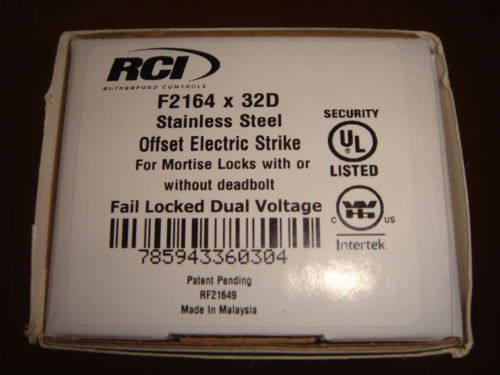 RCI
RUTHERFORD CONTROLS
F2164 x 32D
Stainless Steel
Offset Electric Strike
For Mortise Locks with or
without deadbolt
Fail Locked Dual Voltage
785943360304
Patent Pending
RF21649
Made In Malaysia
SECURITY
UL
LISTED
C US
Intertek